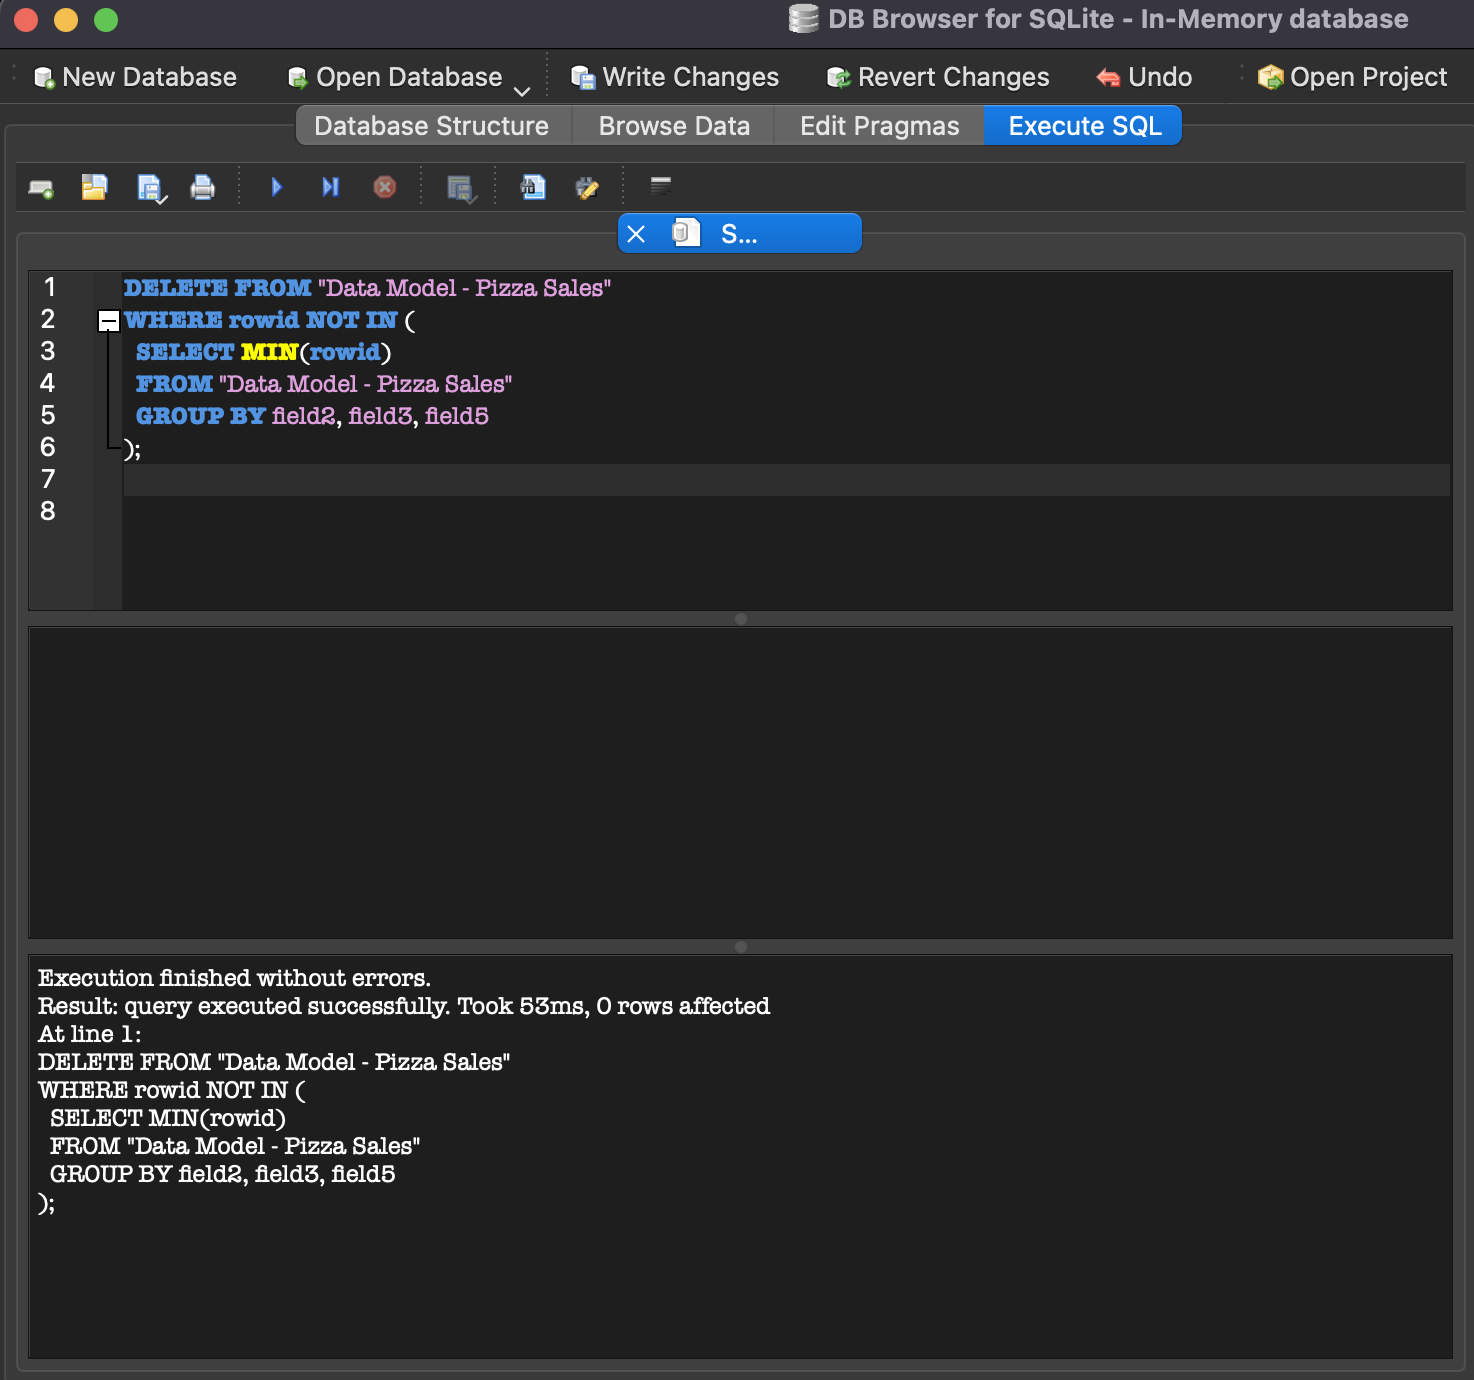 DB Browser for SQLite - In-Memory database
New Database Open Database Write Changes Revert Changes Undo Open Project
Database Structure Browse Data Edit Pragmas Execute SQL
S...
1 DELETE FROM "Data Model - Pizza Sales"
2 WHERE rowid NOT IN (
3 SELECT MIN(rowid)
4 FROM "Data Model - Pizza Sales"
5 GROUP BY field2, field3, field5
6 );
7
8
Execution finished without errors.
Result: query executed successfully. Took 53ms, 0 rows affected
At line 1:
DELETE FROM "Data Model - Pizza Sales"
WHERE rowid NOT IN (
SELECT MIN(rowid)
FROM "Data Model - Pizza Sales"
GROUP BY field2, field3, field5
);